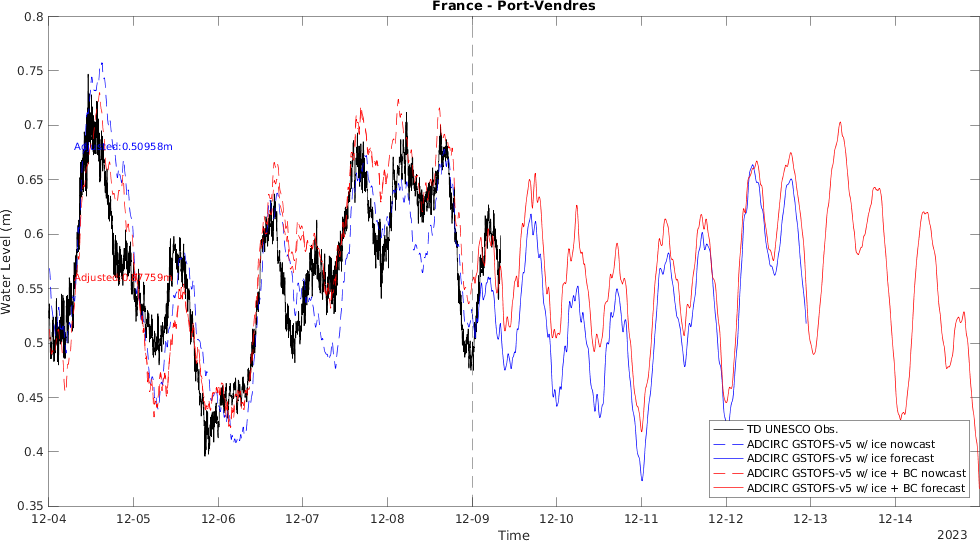 France - Port-Vendres
0.8
0.75
0.7
0.65
0.6
0.55
0.5
0.45
0.4
0.35
Water Level (m)
Adjusted:0.50958m
TD UNESCO Obs.
ADCIRC GSTOFS-v5 w/ ice nowcast
ADCIRC GSTOFS-v5 w/ ice forecast
ADCIRC GSTOFS-v5 w/ ice + BC nowcast
ADCIRC GSTOFS-v5 w/ ice + BC forecast
12-04 12-05 12-06 12-07 12-08 12-09 12-10 12-11 12-12 12-13 12-14
Time
2023